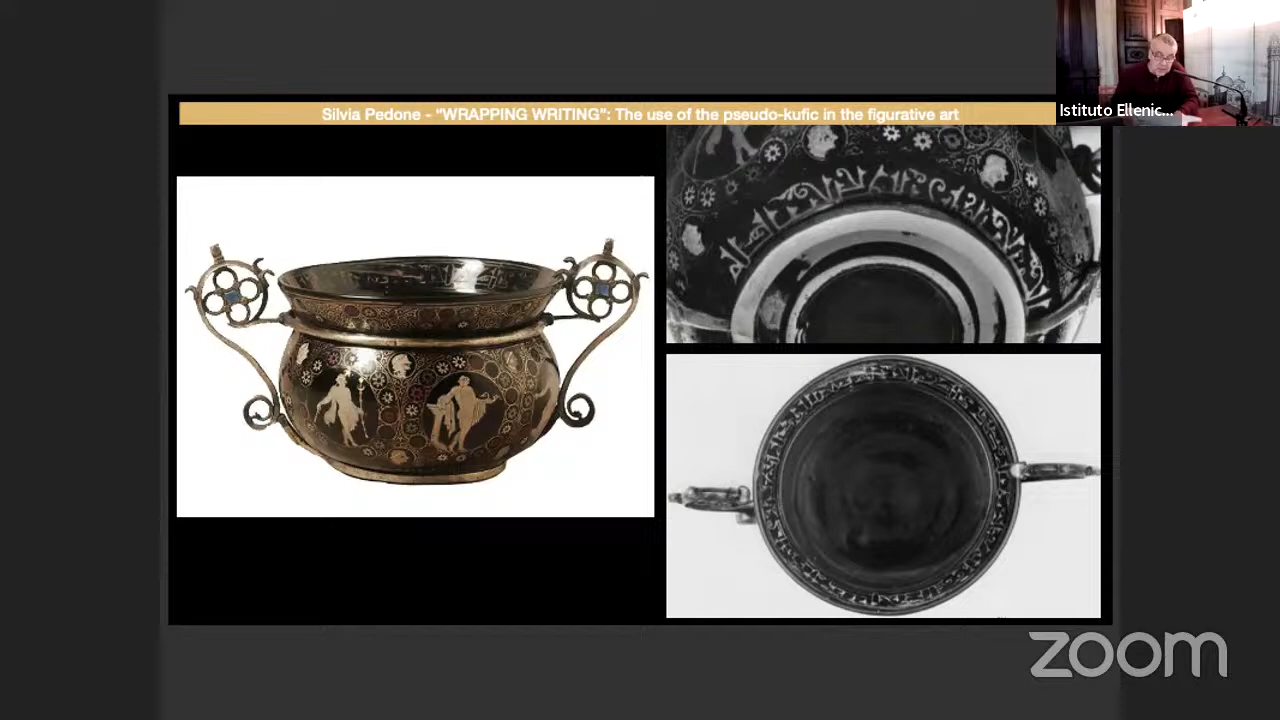 Silvia Pedone - “WRAPPING WRITING”: The use of the pseudo-kufic in the figurative art
Istituto Ellenic...
zoom